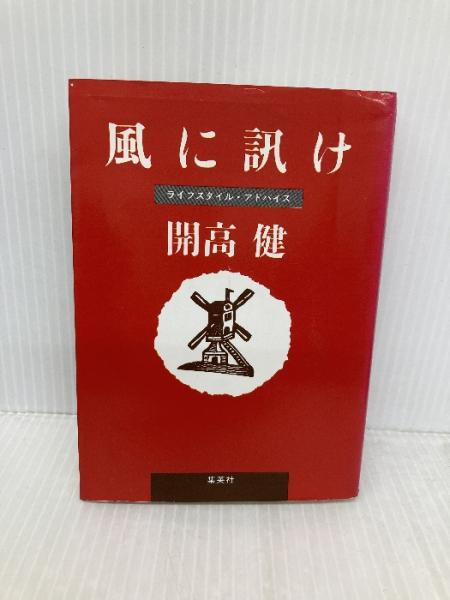 風に訊け
ライフスタイル・アドバイス
開高 健
集英社